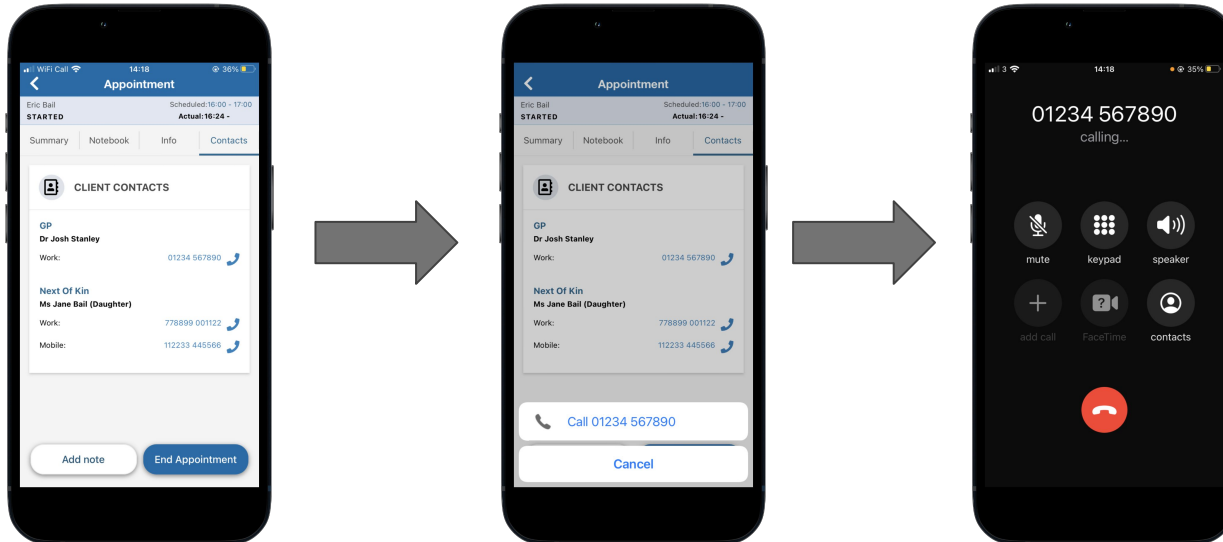 WiFi Call 14:18 36%
Appointment
Eric Bail Scheduled:16:00 - 17:00
STARTED Actual:16:24 -
Summary Notebook Info Contacts
CLIENT CONTACTS
GP
Dr Josh Stanley
Work: 01234 567890
Next Of Kin
Ms Jane Bail (Daughter)
Work: 778899 001122
Mobile: 112233 445566
Add note End Appointment
Appointment
Eric Bail Scheduled:16:00 - 17:00
STARTED Actual:16:24 -
Summary Notebook Info Contacts
CLIENT CONTACTS
GP
Dr Josh Stanley
Work: 01234 567890
Next Of Kin
Ms Jane Bail (Daughter)
Work: 778899 001122
Mobile: 112233 445566
Call 01234 567890
Cancel
3 14:18 35%
01234 567890
calling...
mute keypad speaker
add call FaceTime contacts